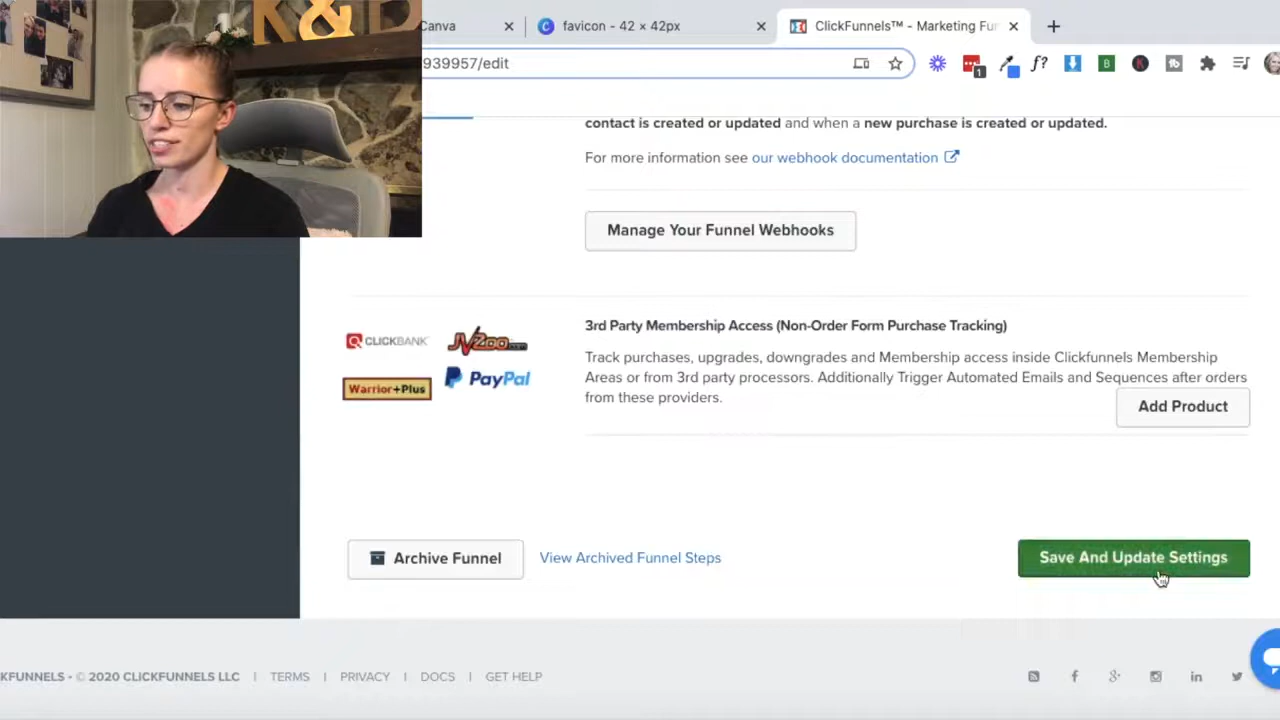 K & D
Canva
favicon - 42 × 42px
ClickFunnels™ - Marketing Fur
939957/edit
1
f?
B
K
contact is created or updated and when a new purchase is created or updated.
For more information see our webhook documentation
Manage Your Funnel Webhooks
CLICKBANK
JVZoo.com
Warrior+Plus
PayPal
3rd Party Membership Access (Non-Order Form Purchase Tracking)
Track purchases, upgrades, downgrades and Membership access inside Clickfunnels Membership
Areas or from 3rd party processors. Additionally Trigger Automated Emails and Sequences after orders
from these providers.
Add Product
Archive Funnel
View Archived Funnel Steps
Save And Update Settings
KFUNNELS - © 2020 CLICKFUNNELS LLC | TERMS | PRIVACY | DOCS | GET HELP